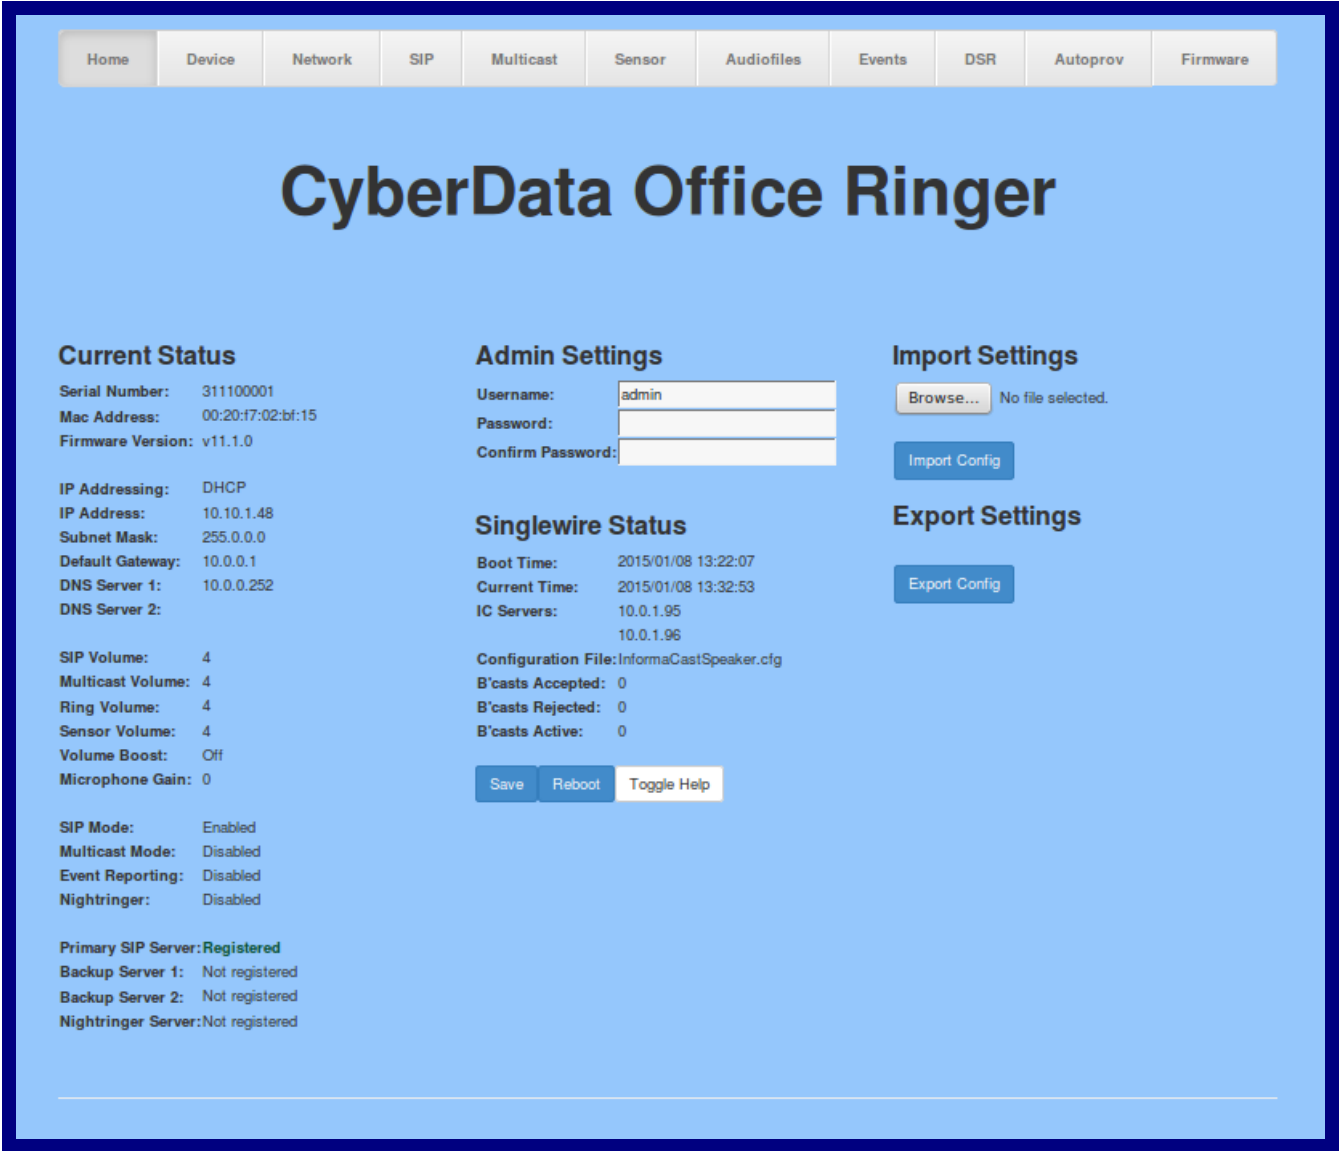 Home Device Network SIP Multicast Sensor Audiofiles Events DSR Autoprov Firmware
CyberData Office Ringer
Current Status
Serial Number: 311100001
Mac Address: 00:20:f7:02:bf:15
Firmware Version: v11.1.0
IP Addressing: DHCP
IP Address: 10.10.1.48
Subnet Mask: 255.0.0.0
Default Gateway: 10.0.0.1
DNS Server 1: 10.0.0.252
DNS Server 2:
SIP Volume: 4
Multicast Volume: 4
Ring Volume: 4
Sensor Volume: 4
Volume Boost: Off
Microphone Gain: 0
SIP Mode: Enabled
Multicast Mode: Disabled
Event Reporting: Disabled
Nightringer: Disabled
Primary SIP Server: Registered
Backup Server 1: Not registered
Backup Server 2: Not registered
Nightringer Server: Not registered
Admin Settings
Username: admin
Password:
Confirm Password:
Singlewire Status
Boot Time: 2015/01/08 13:22:07
Current Time: 2015/01/08 13:32:53
IC Servers: 10.0.1.95
10.0.1.96
Configuration File: InformaCastSpeaker.cfg
B'casts Accepted: 0
B'casts Rejected: 0
B'casts Active: 0
Save Reboot Toggle Help
Import Settings
Browse... No file selected.
Import Config
Export Settings
Export Config